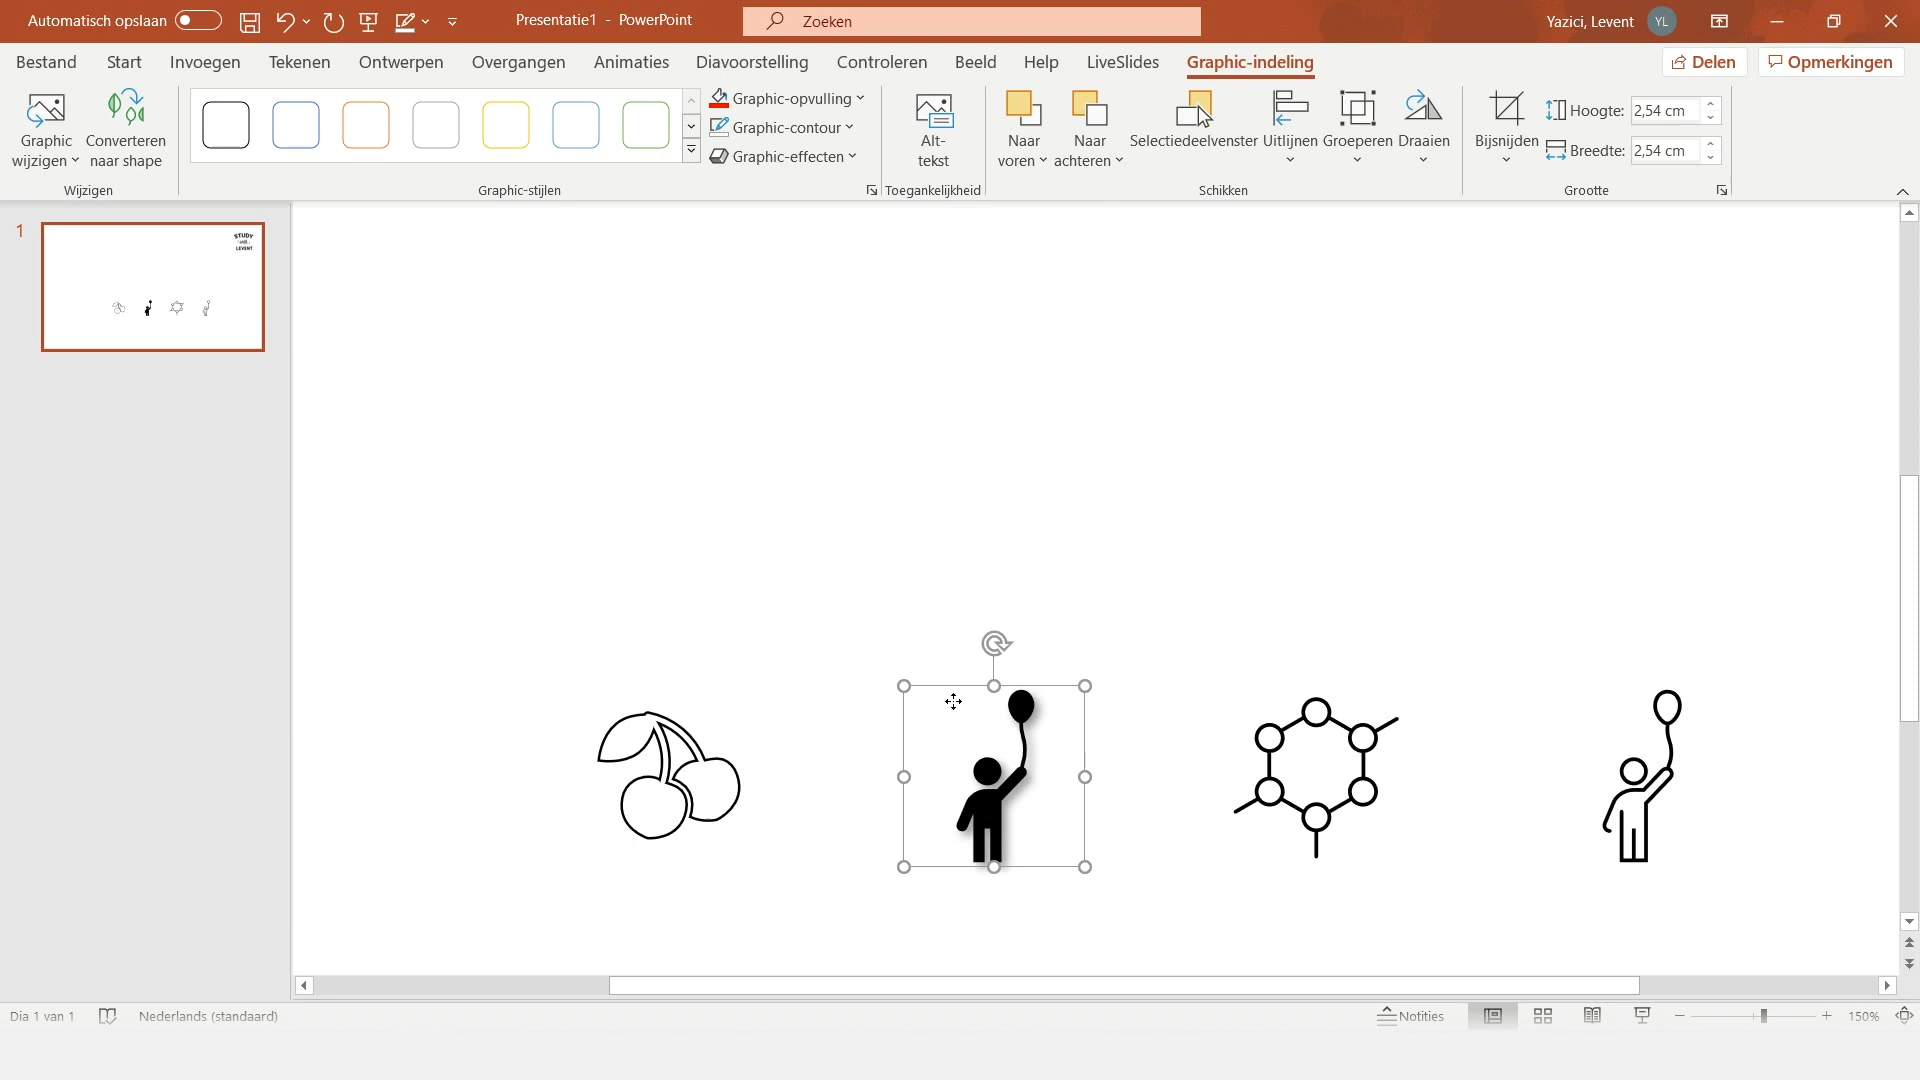 Automatisch opslaan
Presentatie1 - PowerPoint
Zoeken
Yazici, Levent
YL
Bestand Start Invoegen Tekenen Ontwerpen Overgangen Animaties Diavoorstelling Controleren Beeld Help LiveSlides Graphic-indeling
Delen
Opmerkingen
Graphic wijzigen
Converteren naar shape
Wijzigen
Graphic-opvulling
Graphic-contour
Graphic-effecten
Graphic-stijlen
Alt-tekst
Toegankelijkheid
Naar voren
Naar achteren
Selectiedeelvenster
Uitlijnen
Groeperen
Draaien
Schikken
Bijsnijden
Hoogte: 2,54 cm
Breedte: 2,54 cm
Grootte
1
STUDY
LEVENT
Dia 1 van 1
Nederlands (standaard)
Notities
150%